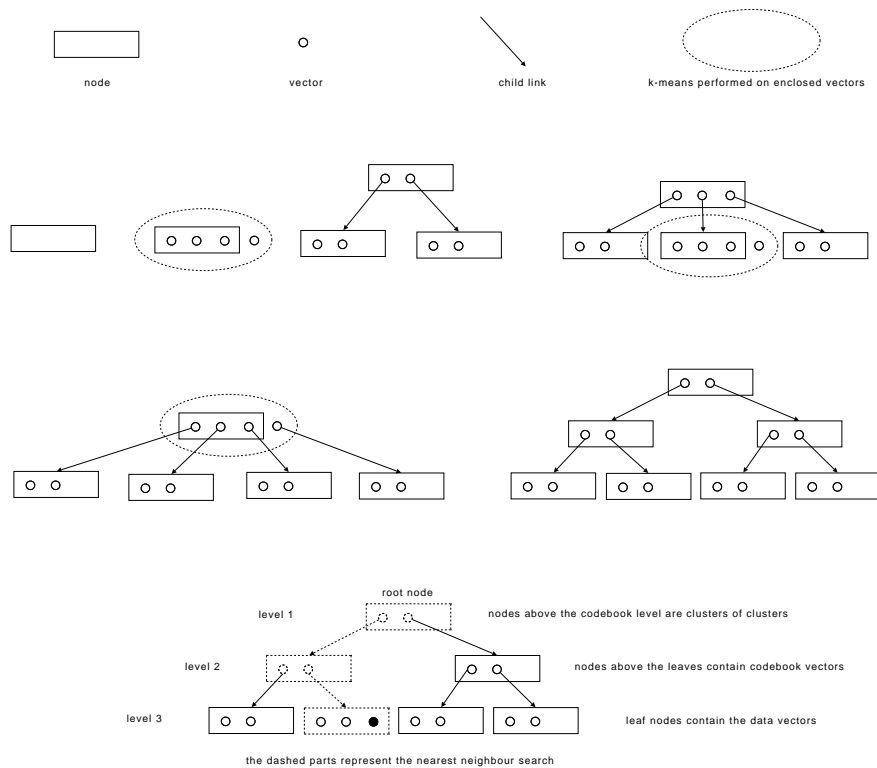 node
vector
child link
k-means performed on enclosed vectors
root node
level 1
nodes above the codebook level are clusters of clusters
level 2
nodes above the leaves contain codebook vectors
level 3
leaf nodes contain the data vectors
the dashed parts represent the nearest neighbour search